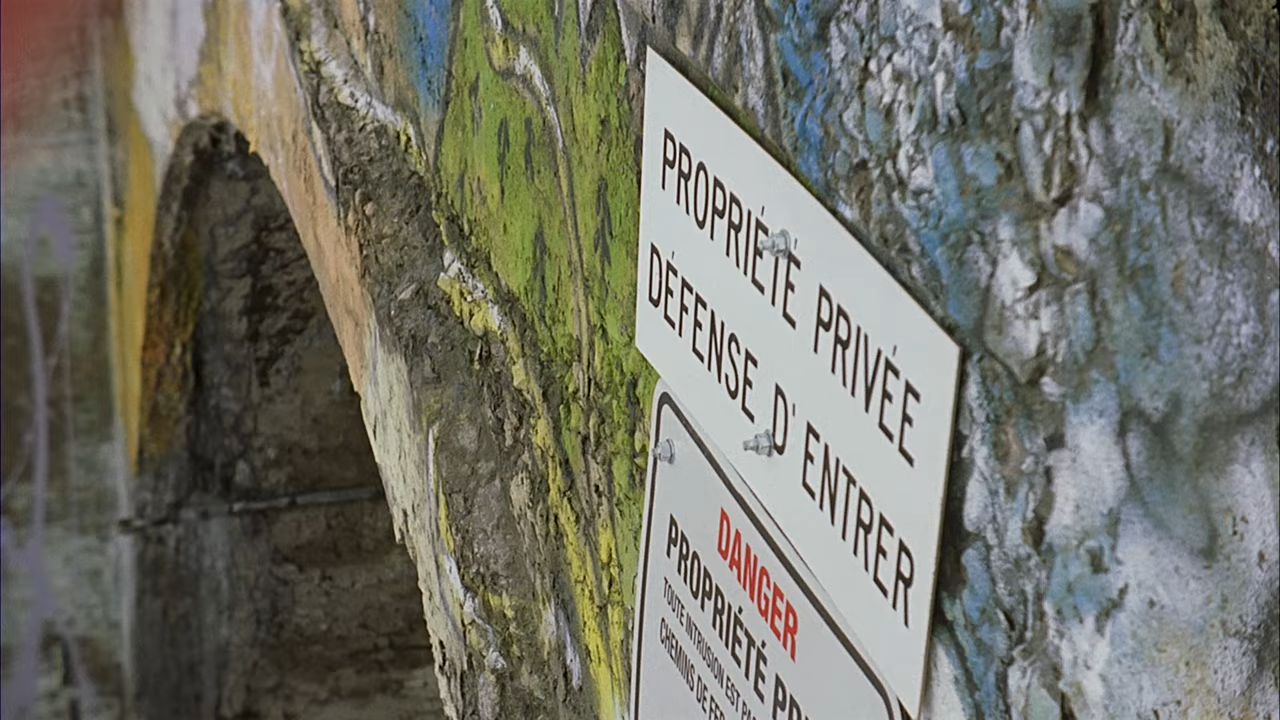 PROPRIÉTÉ PRIVÉE
DÉFENSE D'ENTRER
DANGER
PROPRIÉTÉ
TOUTE INTRUSION EST
CHEMINS DE